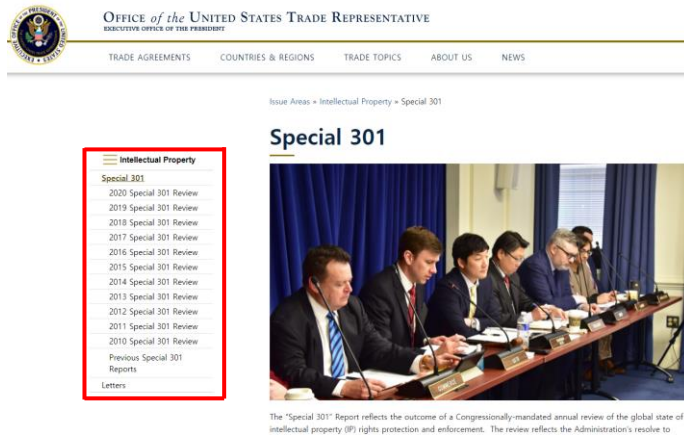 OFFICE of the UNITED STATES TRADE REPRESENTATIVE
EXECUTIVE OFFICE OF THE PRESIDENT
TRADE AGREEMENTS COUNTRIES & REGIONS TRADE TOPICS ABOUT US NEWS
Issue Areas » Intellectual Property » Special 301
Special 301
Intellectual Property
Special 301
2020 Special 301 Review
2019 Special 301 Review
2018 Special 301 Review
2017 Special 301 Review
2016 Special 301 Review
2015 Special 301 Review
2014 Special 301 Review
2013 Special 301 Review
2012 Special 301 Review
2011 Special 301 Review
2010 Special 301 Review
Previous Special 301
Reports
Letters
COMMERCE
The "Special 301" Report reflects the outcome of a Congressionally-mandated annual review of the global state of
intellectual property (IP) rights protection and enforcement. The review reflects the Administration's resolve to